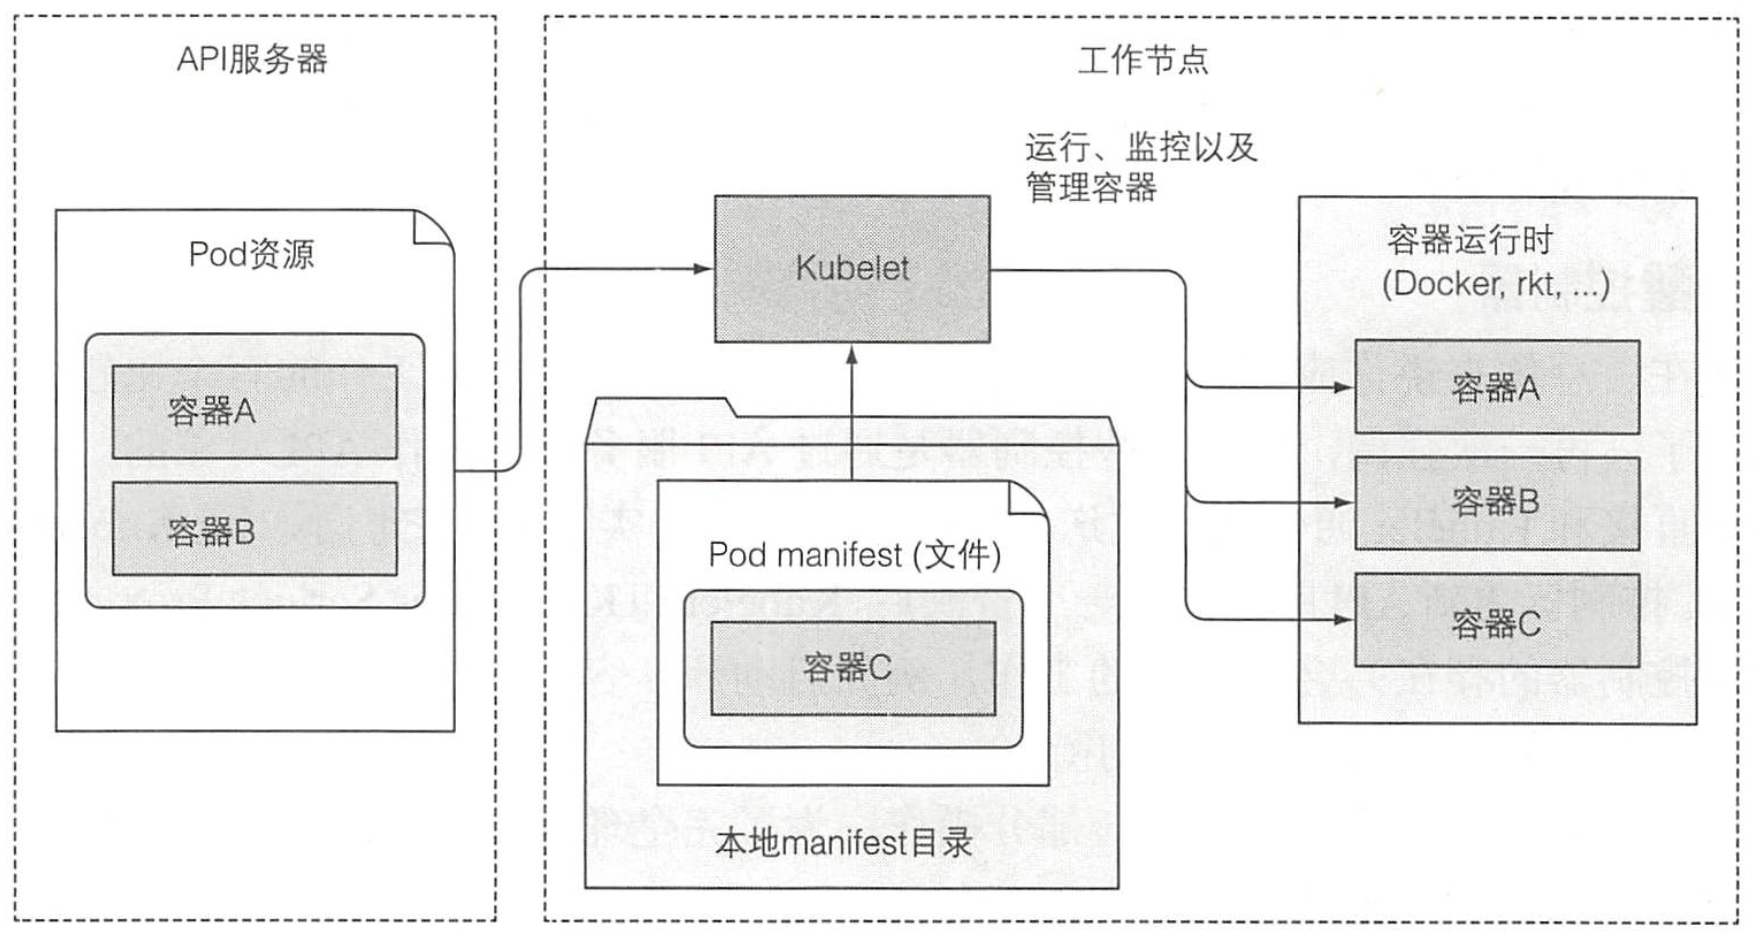 API服务器
Pod资源
容器A
容器B
工作节点
运行、监控以及
管理容器
Kubelet
Pod manifest (文件)
容器C
本地manifest目录
容器运行时
(Docker, rkt, ...)
容器A
容器B
容器C